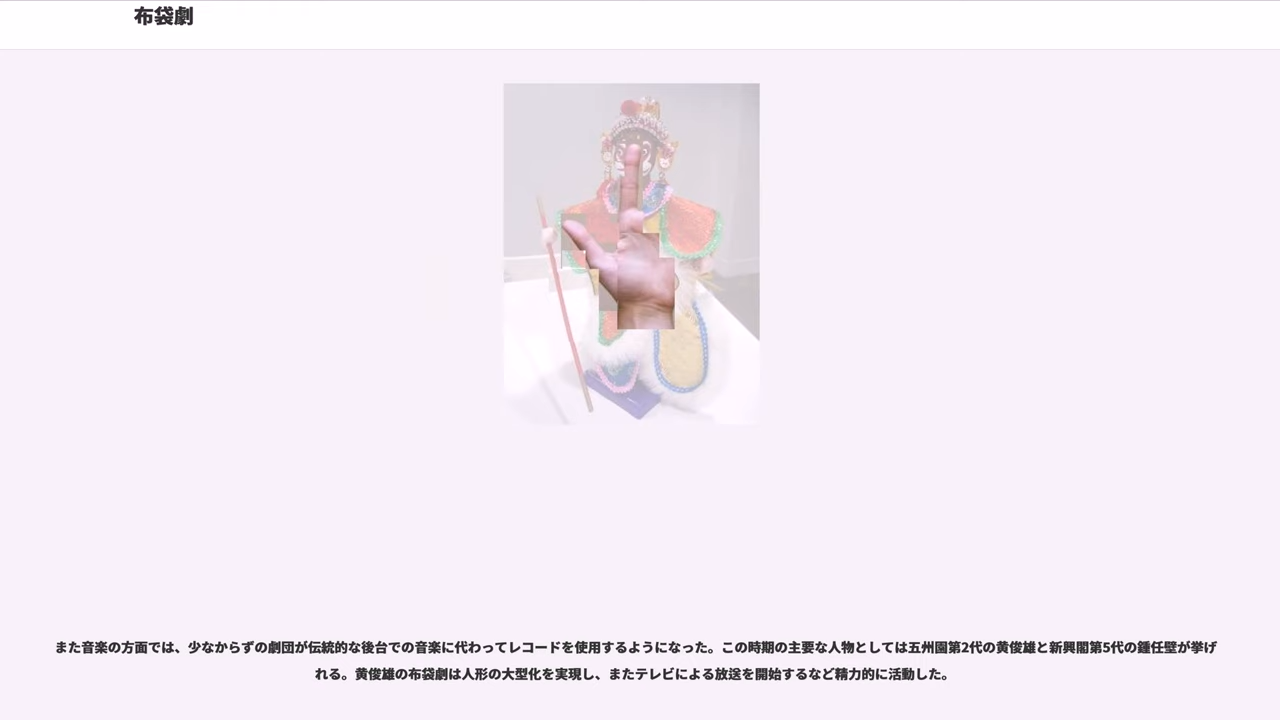 布袋劇
また音楽の方面では、少なからずの劇団が伝統的な後台での音楽に代わってレコードを使用するようになった。この時期の主要な人物としては五州園第2代の黄俊雄と新興閣第5代の鍾任壁が挙げ
れる。黄俊雄の布袋劇は人形の大型化を実現し、またテレビによる放送を開始するなど精力的に活動した。